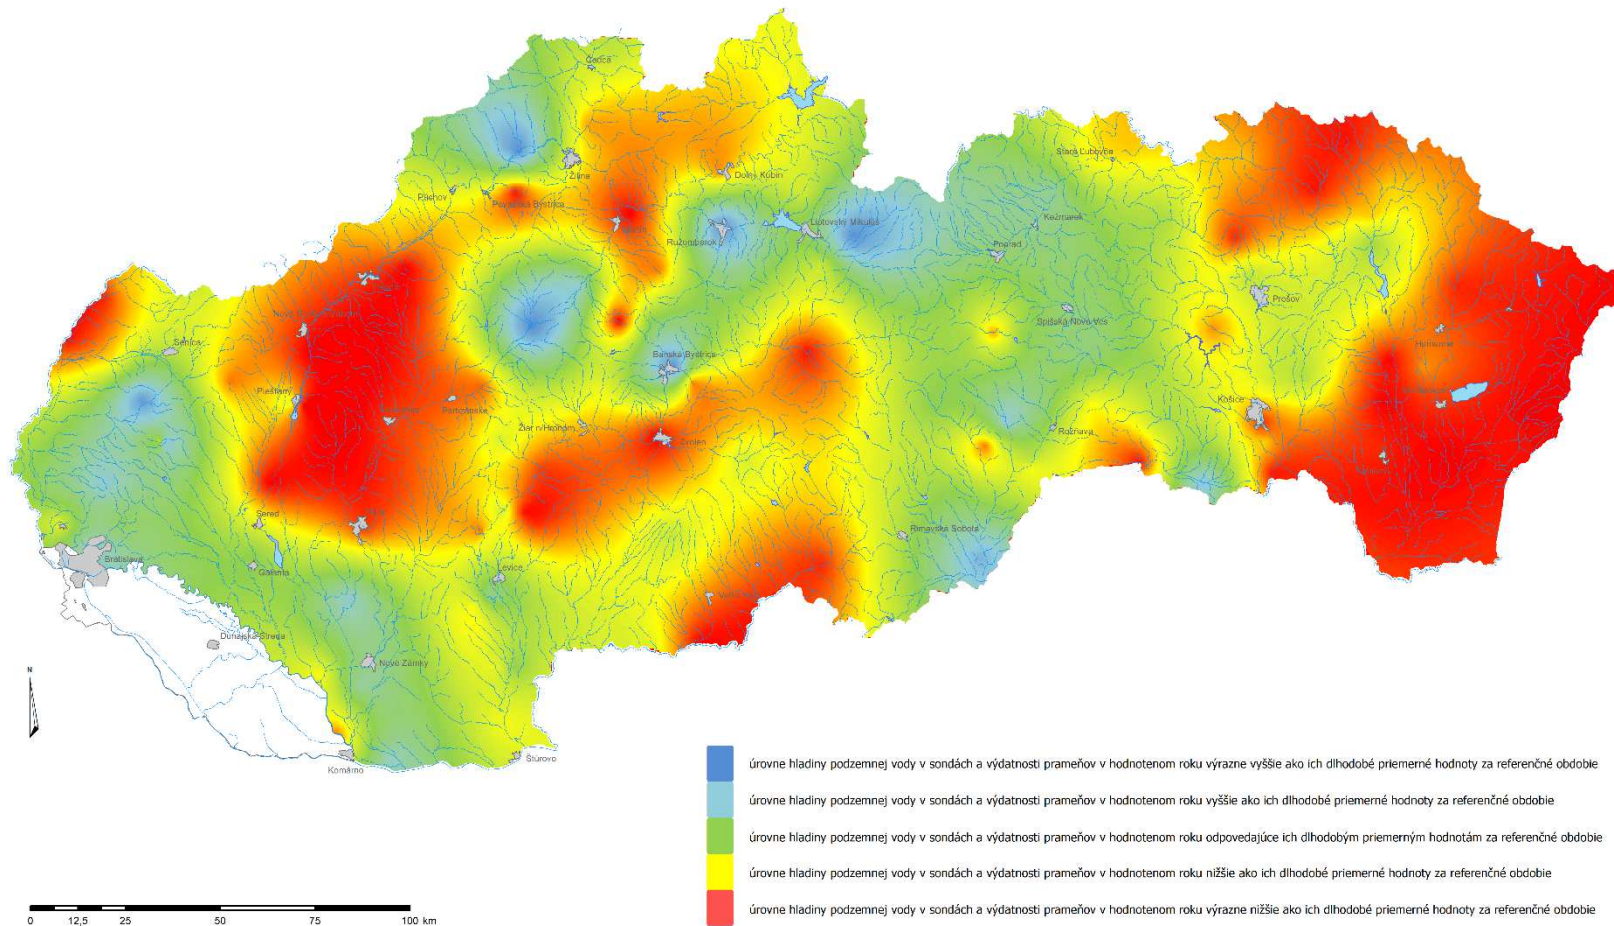 Čadca
Stará Ľubovňa
Žilina
Dolný Kubín
Púchov
Považská Bystrica
Kežmarok
Martin
Liptovský Mikuláš
Ružomberok
Poprad
Prešov
Nové Mesto nad Váhom
Spišská Nová Ves
Senica
Humenné
Banská Bystrica
Piešťany
Partizánske
Košice
Žiar n/Hronom
Rožňava
Zvolen
Sereď
Rimavská Sobota
Bratislava
Galanta
Levice
Dunajská Streda
N
Nové Zámky
Štúrovo
Komárno
úrovne hladiny podzemnej vody v sondách a výdatnosti prameňov v hodnotenom roku výrazne vyššie ako ich dlhodobé priemerné hodnoty za referenčné obdobie
úrovne hladiny podzemnej vody v sondách a výdatnosti prameňov v hodnotenom roku vyššie ako ich dlhodobé priemerné hodnoty za referenčné obdobie
úrovne hladiny podzemnej vody v sondách a výdatnosti prameňov v hodnotenom roku odpovedajúce ich dlhodobým priemerným hodnotám za referenčné obdobie
úrovne hladiny podzemnej vody v sondách a výdatnosti prameňov v hodnotenom roku nižšie ako ich dlhodobé priemerné hodnoty za referenčné obdobie
úrovne hladiny podzemnej vody v sondách a výdatnosti prameňov v hodnotenom roku výrazne nižšie ako ich dlhodobé priemerné hodnoty za referenčné obdobie
0 12,5 25 50 75 100 km